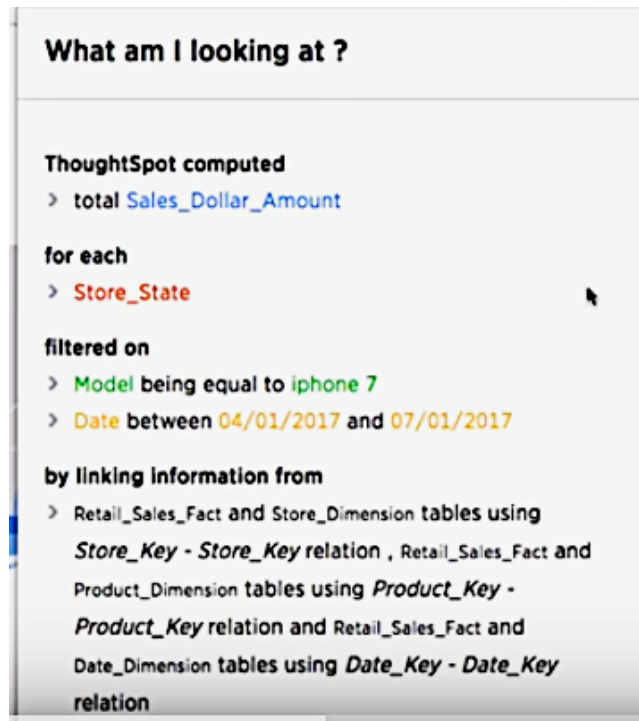 What am I looking at ?
ThoughtSpot computed
> total Sales_Dollar_Amount
for each
> Store_State
filtered on
> Model being equal to iphone 7
> Date between 04/01/2017 and 07/01/2017
by linking information from
> Retail_Sales_Fact and Store_Dimension tables using
Store_Key - Store_Key relation , Retail_Sales_Fact and
Product_Dimension tables using Product_Key -
Product_Key relation and Retail_Sales_Fact and
Date_Dimension tables using Date_Key - Date_Key
relation